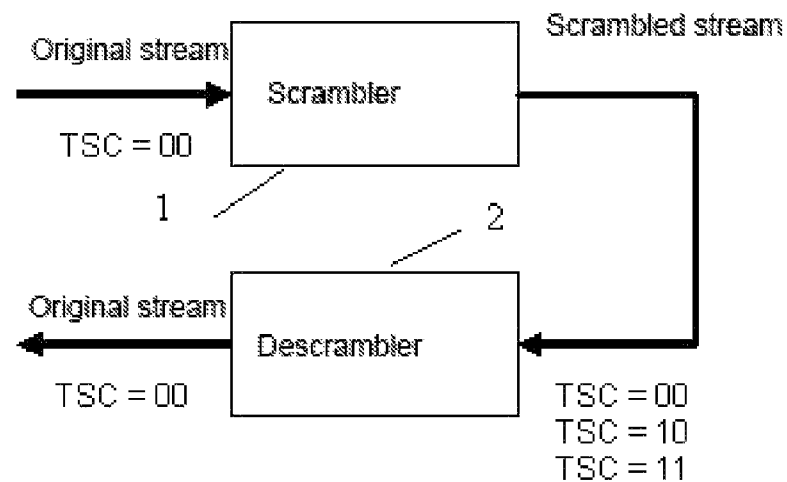 Scrambled stream
Original stream
Scrambler
TSC = 00
1
2
Original stream
Descrambler
TSC = 00
TSC = 00
TSC = 10
TSC = 11